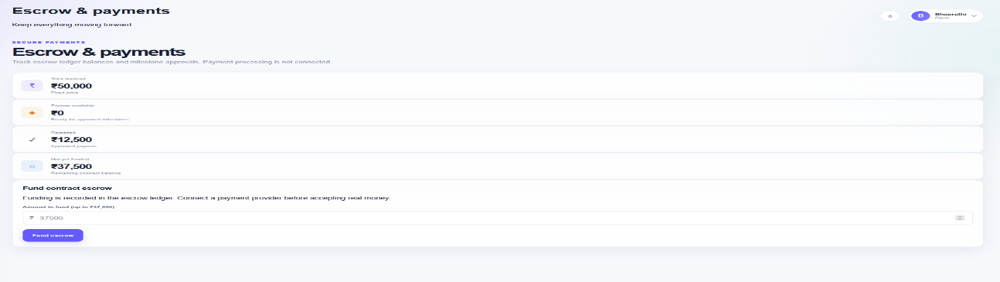 Escrow & payments
Keep everything moving forward
B
Bhaarathi
Client
SECURE PAYMENTS
Escrow & payments
Track escrow ledger balances and milestone approvals. Payment processing is not connected.
₹
Total contract
₹50,000
Fixed price
Escrow available
₹0
Ready for approved milestones
Released
₹12,500
Approved payouts
Not yet funded
₹37,500
Remaining contract balance
Fund contract escrow
Funding is recorded in the escrow ledger. Connect a payment provider before accepting real money.
Amount to fund (up to ₹37,500)
₹ 37500
Fund escrow